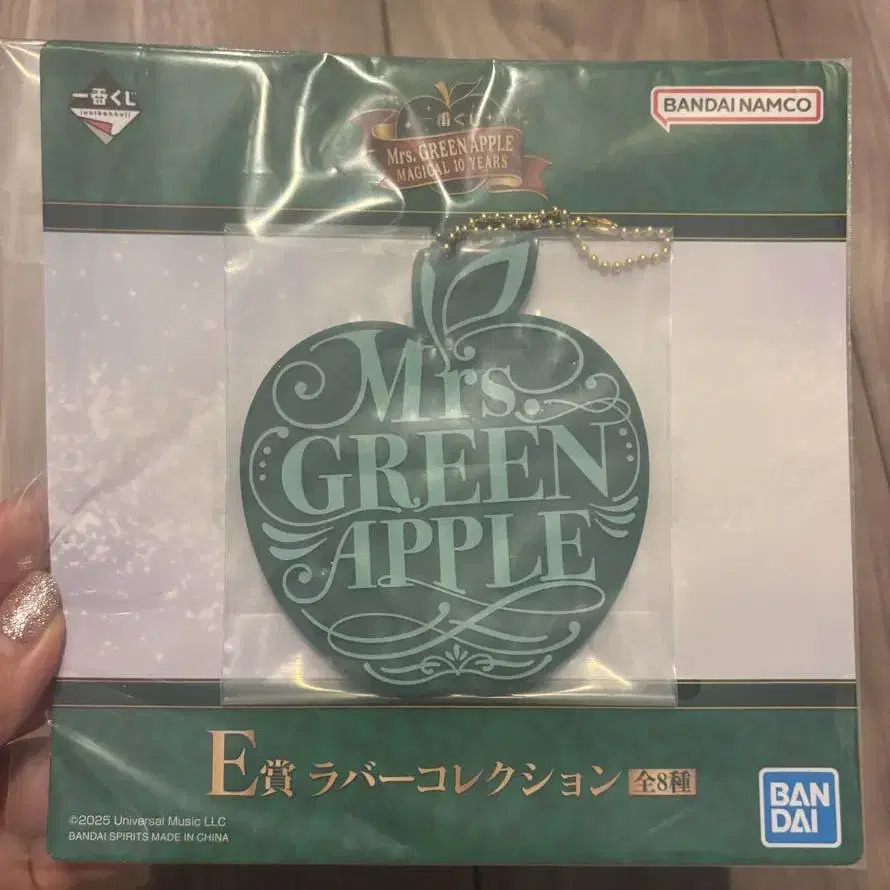 一番くじ
ichibankuji
一番くじ
Mrs. GREEN APPLE
MAGICAL 10 YEARS
BANDAI NAMCO
Mrs.
GREEN
APPLE
E賞 ラバーコレクション 全8種
©2025 Universal Music LLC
BANDAI SPIRITS MADE IN CHINA
BAN
DAI